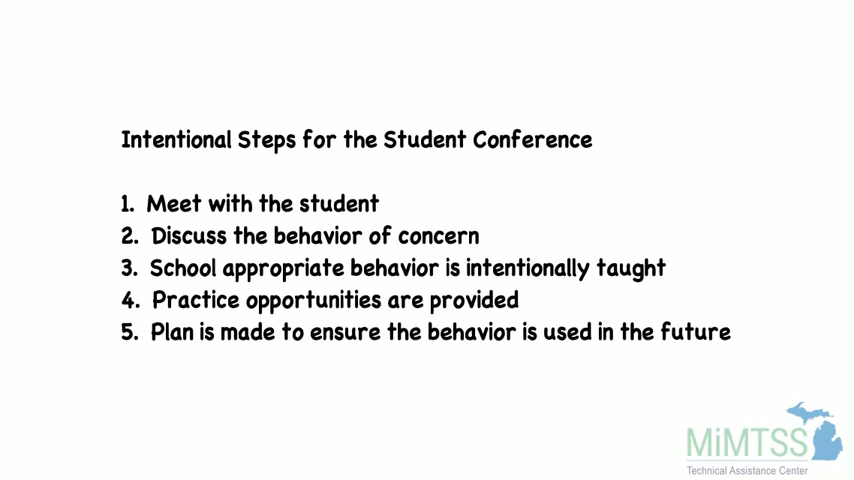 Intentional Steps for the Student Conference
1. Meet with the student
2. Discuss the behavior of concern
3. School appropriate behavior is intentionally taught
4. Practice opportunities are provided
5. Plan is made to ensure the behavior is used in the future
MiMTSS
Technical Assistance Center